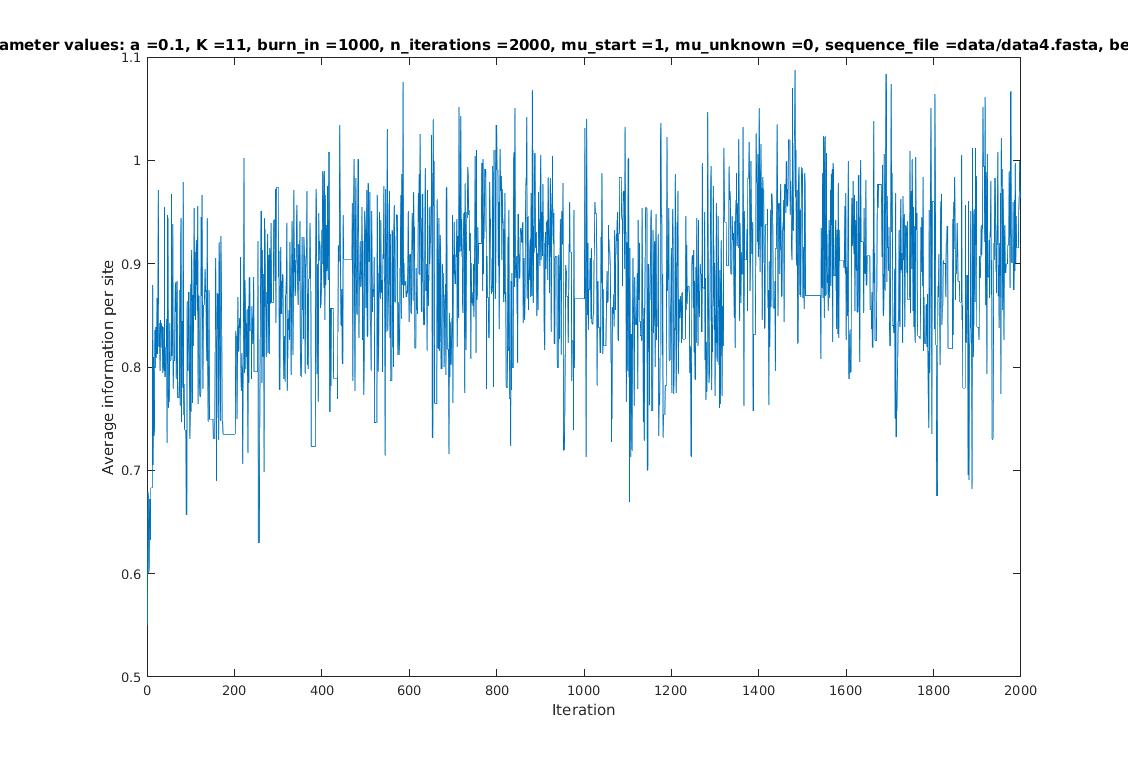 ameter values: a =0.1, K =11, burn_in =1000, n_iterations =2000, mu_start =1, mu_unknown =0, sequence_file =data/data4.fasta, be
1.1
1
0.9
0.8
0.7
0.6
0.5
Average information per site
0 200 400 600 800 1000 1200 1400 1600 1800 2000
Iteration